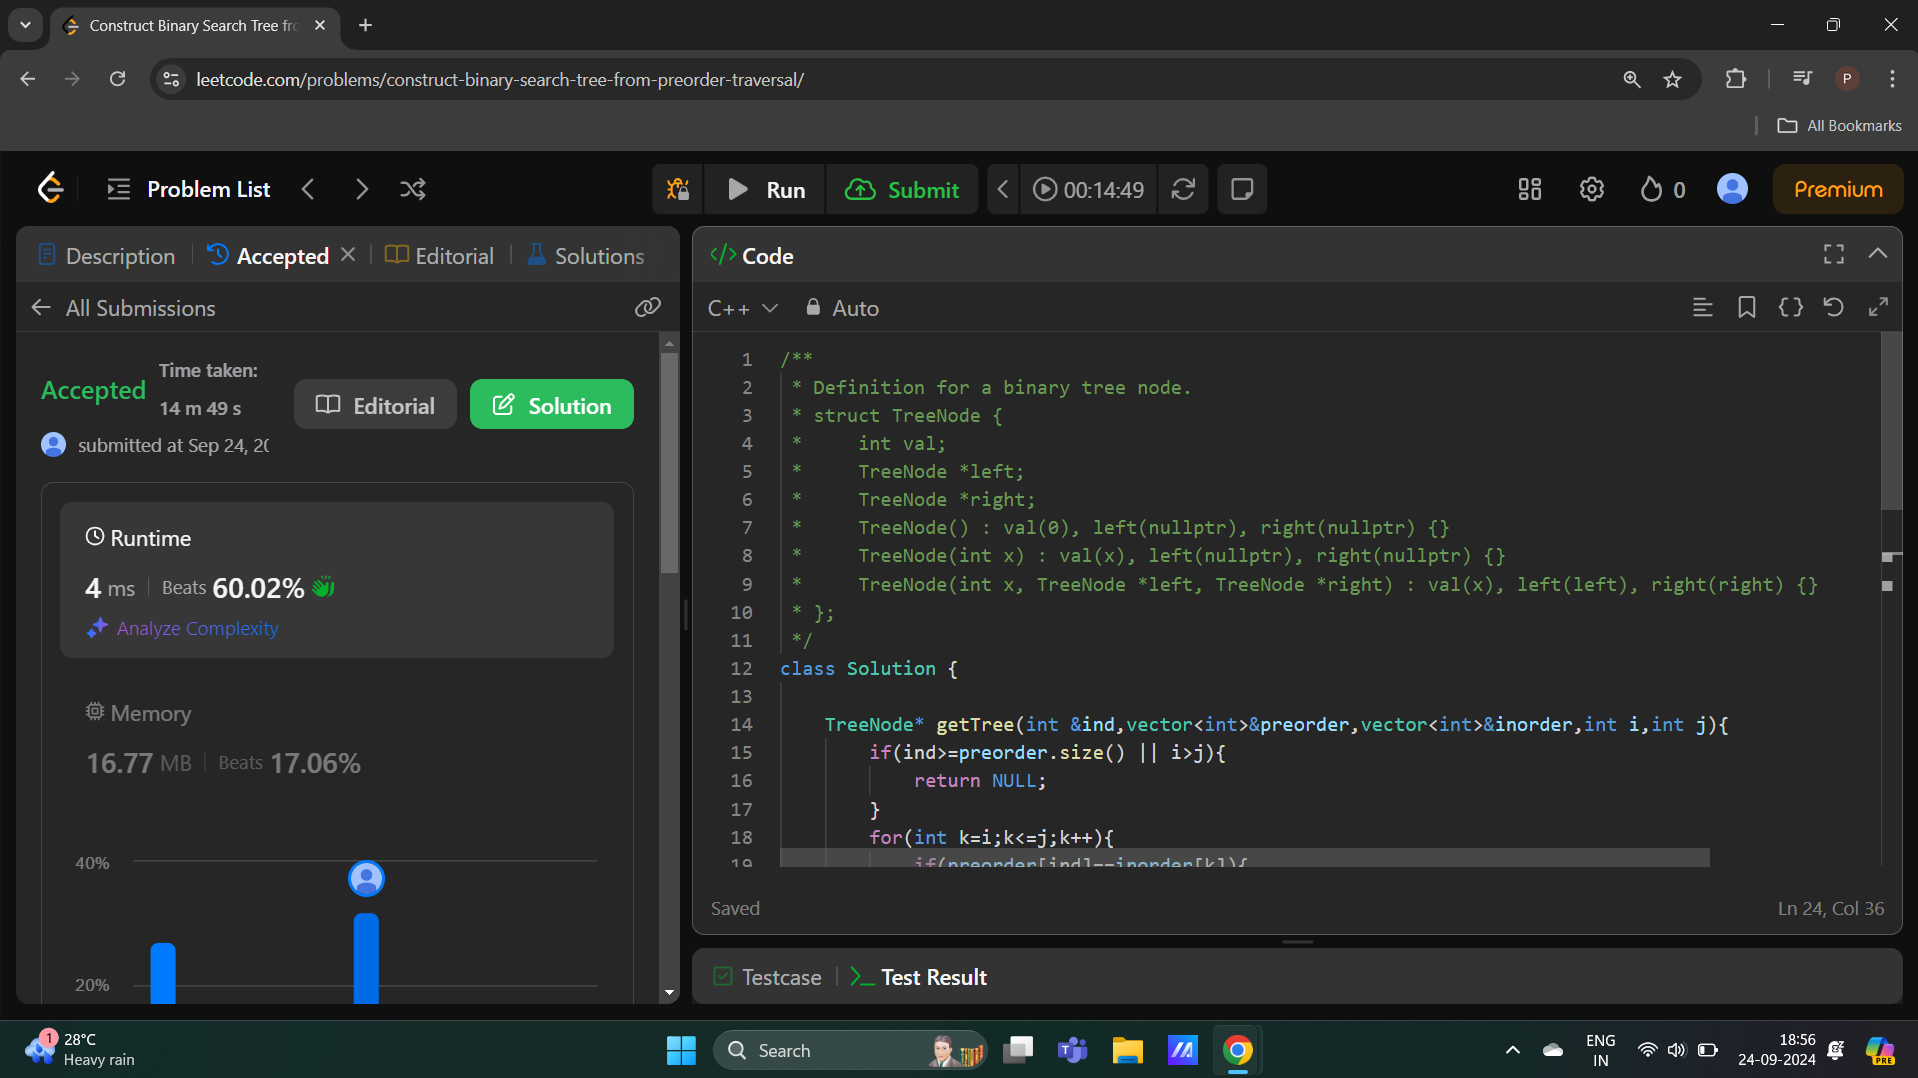 Construct Binary Search Tree fro
leetcode.com/problems/construct-binary-search-tree-from-preorder-traversal/
P
All Bookmarks
Problem List
Run
Submit
00:14:49
0
Premium
Description
Accepted
Editorial
Solutions
All Submissions
Accepted
Time taken:
14 m 49 s
Editorial
Solution
submitted at Sep 24, 20
Runtime
4 ms
Beats 60.02%
Analyze Complexity
Memory
16.77 MB
Beats 17.06%
40%
20%
</> Code
C++
Auto
1 /**
2 * Definition for a binary tree node.
3 * struct TreeNode {
4 *     int val;
5 *     TreeNode *left;
6 *     TreeNode *right;
7 *     TreeNode() : val(0), left(nullptr), right(nullptr) {}
8 *     TreeNode(int x) : val(x), left(nullptr), right(nullptr) {}
9 *     TreeNode(int x, TreeNode *left, TreeNode *right) : val(x), left(left), right(right) {}
10 * };
11 */
12 class Solution {
13
14     TreeNode* getTree(int &ind,vector<int>&preorder,vector<int>&inorder,int i,int j){
15         if(ind>=preorder.size() || i>j){
16             return NULL;
17         }
18         for(int k=i;k<=j;k++){
19             if(preorder[ind]==inorder[k]){
Saved
Ln 24, Col 36
Testcase
Test Result
1
28°C
Heavy rain
Search
ENG
IN
18:56
24-09-2024
PRE